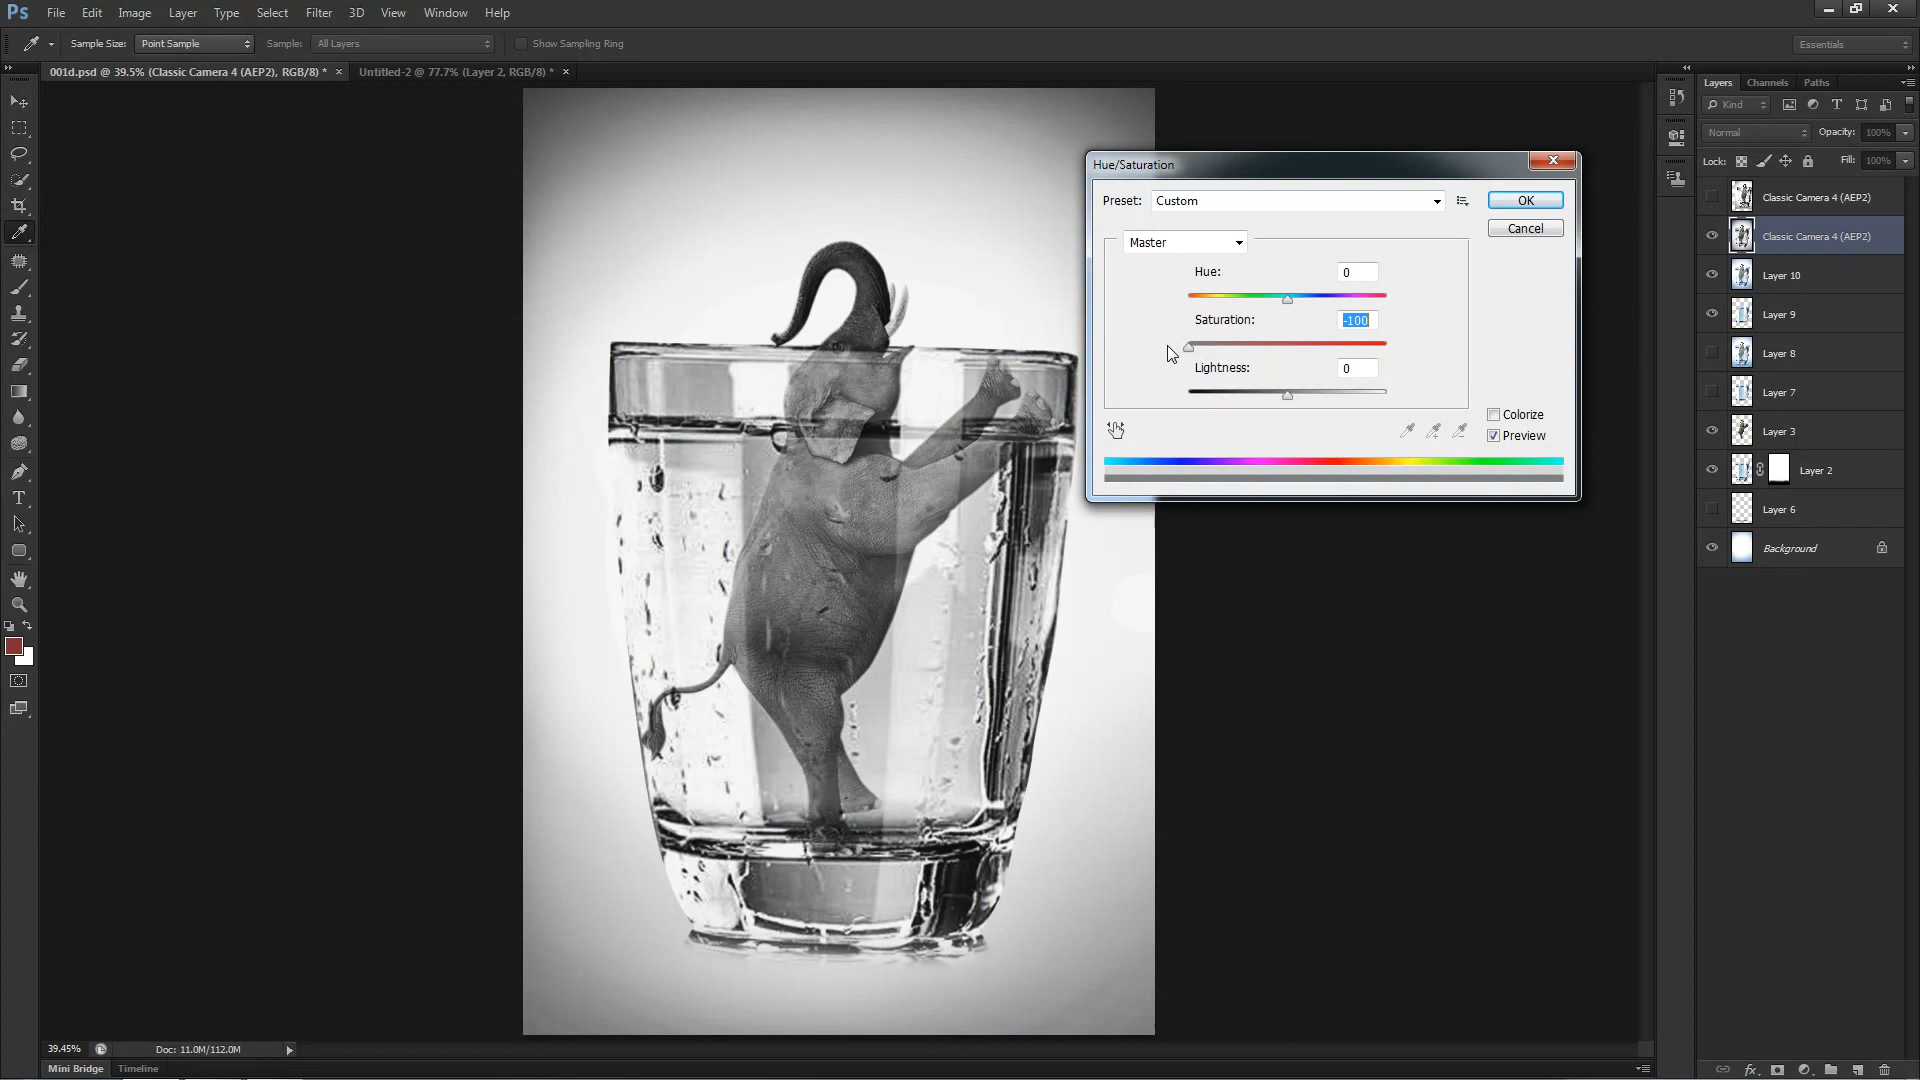 Ps File Edit Image Layer Type Select Filter 3D View Window Help
Sample Size: Point Sample Sample: All Layers Show Sampling Ring Essentials
001d.psd @ 39.5% (Classic Camera 4 (AEP2), RGB/8) * × Untitled-2 @ 77.7% (Layer 2, RGB/8) * ×
Layers Channels Paths
Kind
Normal Opacity: 100%
Lock: Fill: 100%
Classic Camera 4 (AEP2)
Classic Camera 4 (AEP2)
Layer 10
Layer 9
Layer 8
Layer 7
Layer 3
Layer 2
Layer 6
Background
Hue/Saturation
Preset: Custom OK
Cancel
Master
Hue: 0
Saturation: -100
Lightness: 0
Colorize
Preview
39.45% Doc: 11.0M/112.0M
Mini Bridge Timeline
fx